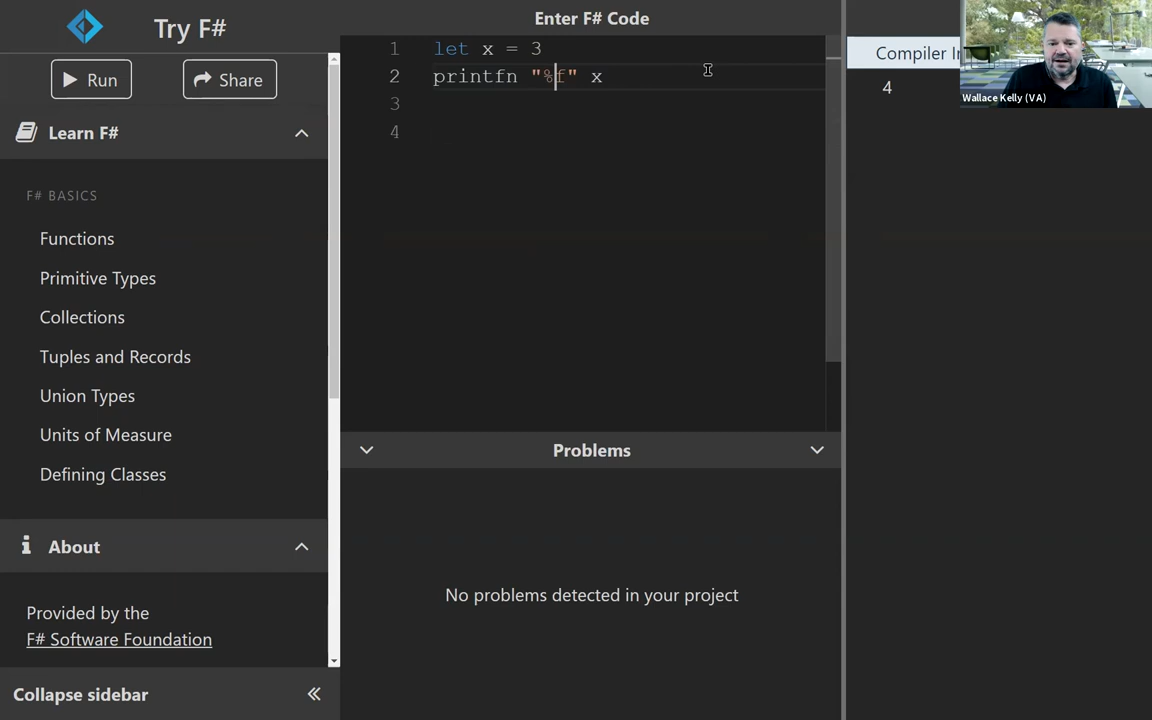 Try F#
Run
Share
Learn F#
F# BASICS
Functions
Primitive Types
Collections
Tuples and Records
Union Types
Units of Measure
Defining Classes
About
Provided by the
F# Software Foundation
Collapse sidebar
Enter F# Code
1 let x = 3
2 printfn "%f" x
3
4
Problems
No problems detected in your project
Compiler
4
Wallace Kelly (VA)